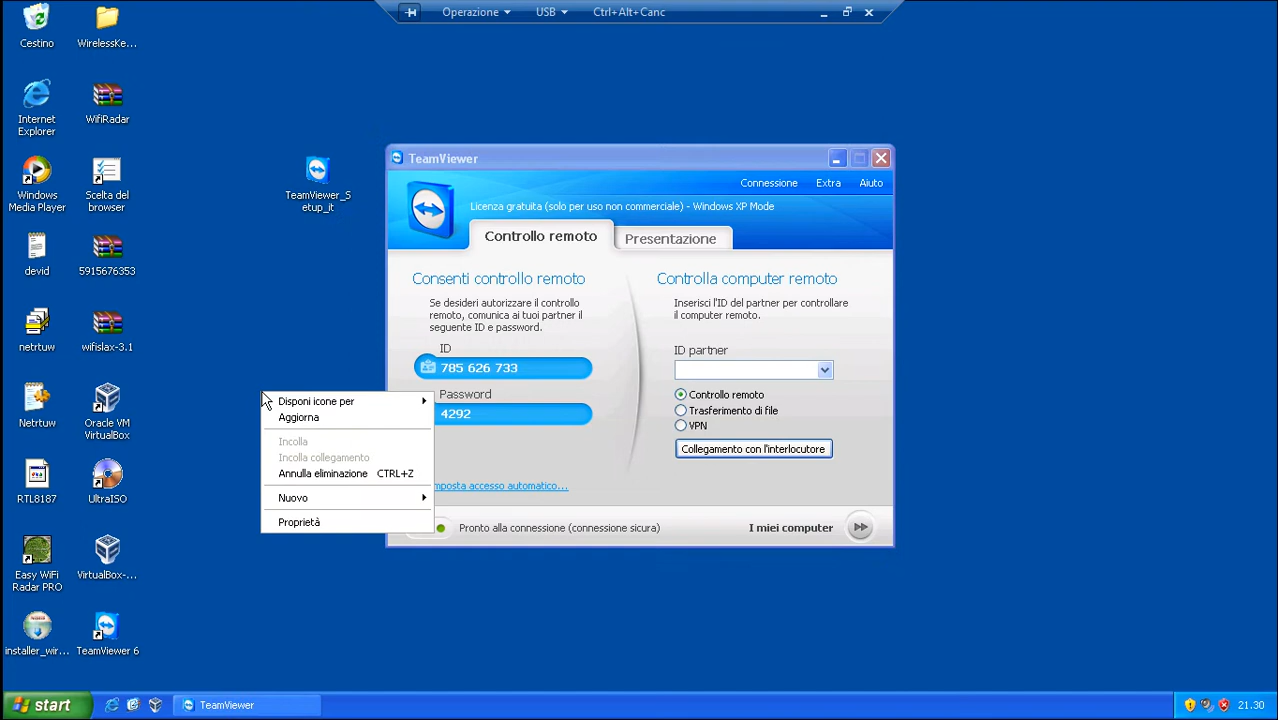 Operazione
USB
Ctrl+Alt+Canc
Cestino
WirelessKe...
Internet
Explorer
WifiRadar
Windows
Media Player
Scelta del
browser
TeamViewer_S
etup_it
devid
5915676353
netrtuw
wifislax-3.1
Netrtuw
Oracle VM
VirtualBox
RTL8187
UltraISO
Easy WiFi
Radar PRO
VirtualBox-...
installer_wir...
TeamViewer 6
TeamViewer
Connessione
Extra
Aiuto
Licenza gratuita (solo per uso non commerciale) - Windows XP Mode
Controllo remoto
Presentazione
Consenti controllo remoto
Se desideri autorizzare il controllo
remoto, comunica ai tuoi partner il
seguente ID e password.
ID
785 626 733
Password
4292
mposta accesso automatico...
Controlla computer remoto
Inserisci l'ID del partner per controllare
il computer remoto.
ID partner
Controllo remoto
Trasferimento di file
VPN
Collegamento con l'interlocutore
Pronto alla connessione (connessione sicura)
I miei computer
Disponi icone per
Aggiorna
Incolla
Incolla collegamento
Annulla eliminazione CTRL+Z
Nuovo
Proprietà
start
TeamViewer
21.30